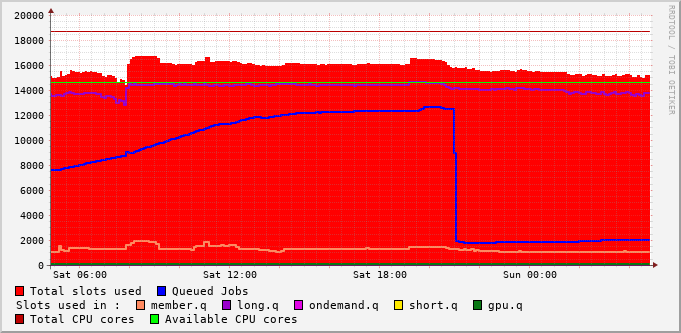 20000
18000
16000
14000
12000
10000
8000
6000
4000
2000
0
Sat 06:00 Sat 12:00 Sat 18:00 Sun 00:00
RRDTOOL / TOBI OETIKER
Total slots used Queued Jobs
Slots used in : member.q long.q ondemand.q short.q gpu.q
Total CPU cores Available CPU cores